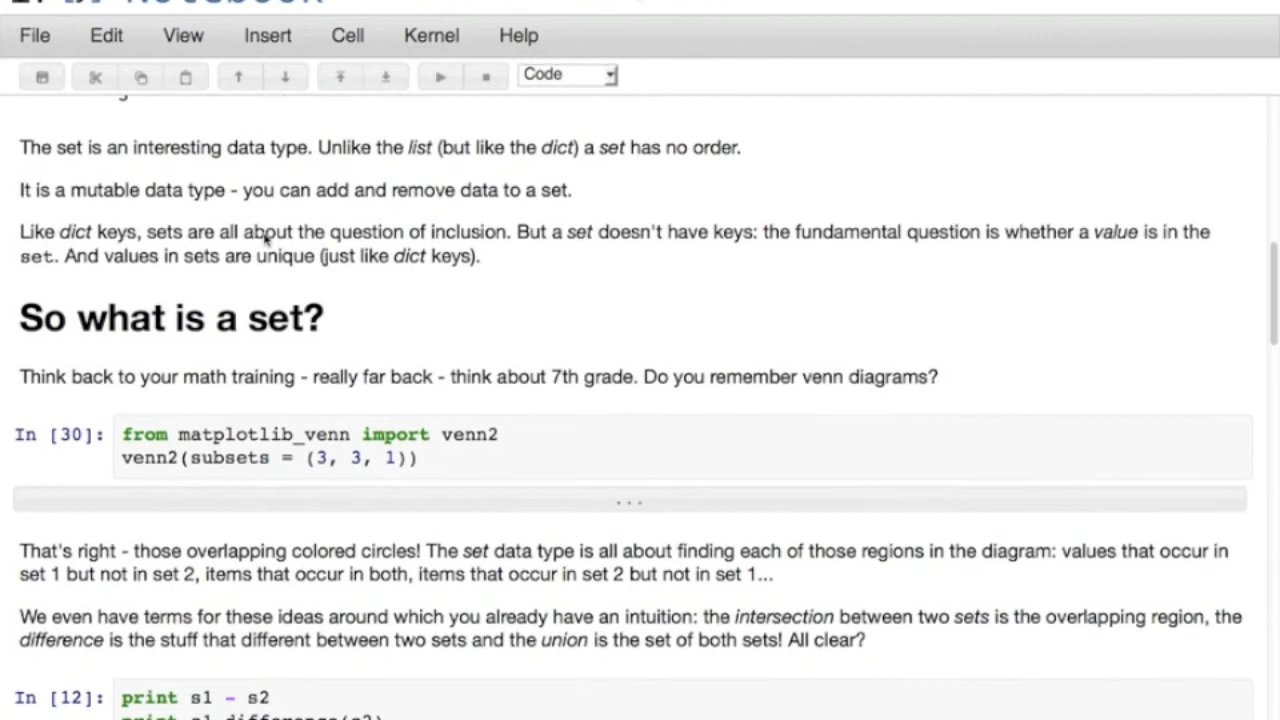 Notebook
File Edit View Insert Cell Kernel Help
Code
The set is an interesting data type. Unlike the list (but like the dict) a set has no order.
It is a mutable data type - you can add and remove data to a set.
Like dict keys, sets are all about the question of inclusion. But a set doesn't have keys: the fundamental question is whether a value is in the
set. And values in sets are unique (just like dict keys).
So what is a set?
Think back to your math training - really far back - think about 7th grade. Do you remember venn diagrams?
In [30]: from matplotlib_venn import venn2
venn2(subsets = (3, 3, 1))
...
That's right - those overlapping colored circles! The set data type is all about finding each of those regions in the diagram: values that occur in
set 1 but not in set 2, items that occur in both, items that occur in set 2 but not in set 1...
We even have terms for these ideas around which you already have an intuition: the intersection between two sets is the overlapping region, the
difference is the stuff that different between two sets and the union is the set of both sets! All clear?
In [12]: print s1 - s2
print s1.difference(s2)